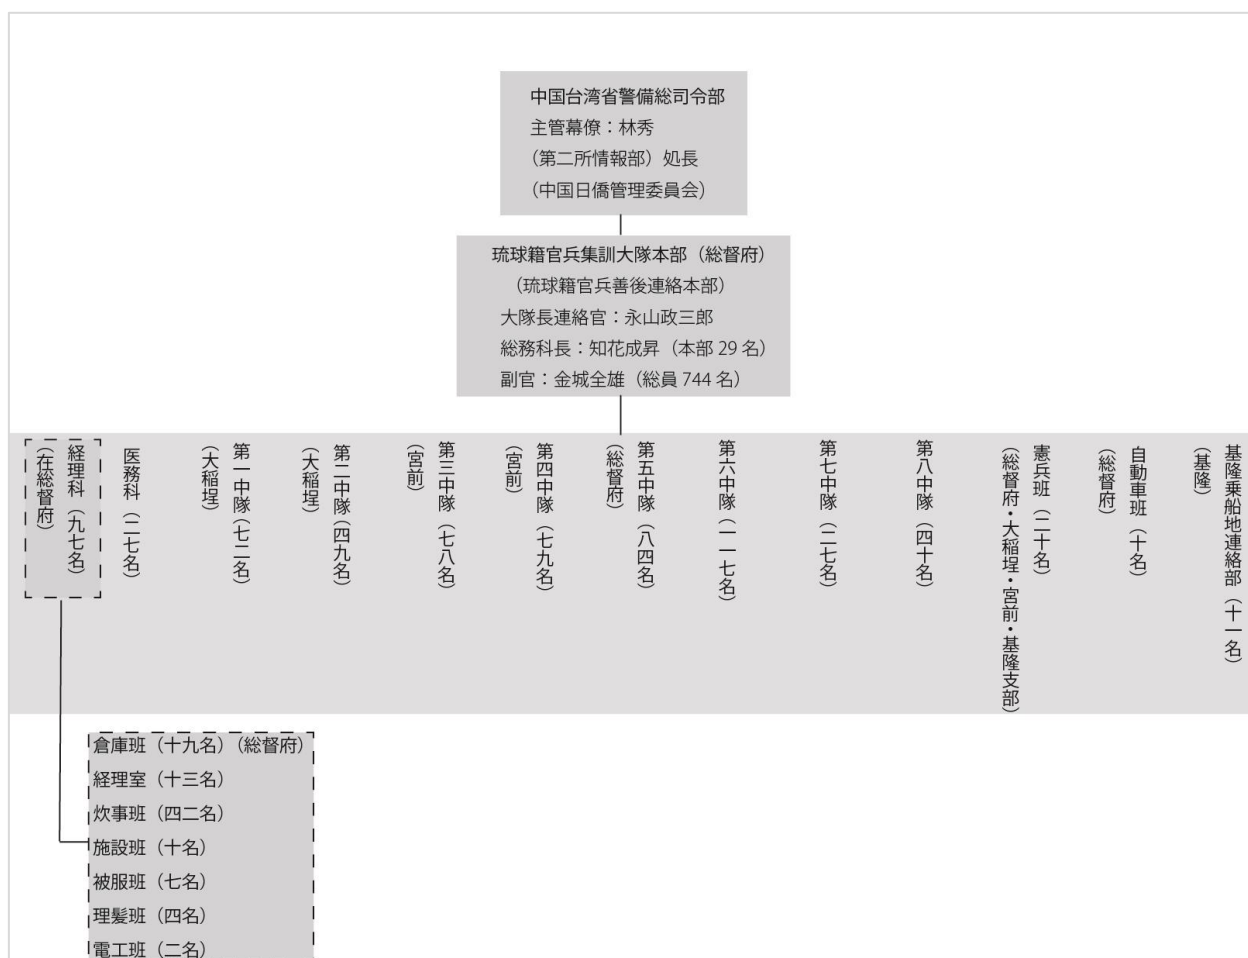 中国台湾省警備総司令部
主管幕僚：林秀
（第二所情報部）処長
（中国日僑管理委員会）
琉球籍官兵集訓大隊本部（総督府）
（琉球籍官兵善後連絡本部）
大隊長連絡官：永山政三郎
総務科長：知花成昇（本部 29 名）
副官：金城全雄（総員 744 名）
経理科（九七名）
（在総督府）
医務科（二七名）
第一中隊（七二名）
（大稲埕）
第二中隊（四九名）
（大稲埕）
第三中隊（七八名）
（宮前）
第四中隊（七九名）
（宮前）
第五中隊（八四名）
（総督府）
第六中隊（一一七名）
第七中隊（二七名）
第八中隊（四十名）
憲兵班（二十名）
（総督府・大稲埕・宮前・基隆支部）
自動車班（十名）
（総督府）
基隆乗船地連絡部（十一名）
（基隆）
倉庫班（十九名）（総督府）
経理室（十三名）
炊事班（四二名）
施設班（十名）
被服班（七名）
理髪班（四名）
電工班（二名）